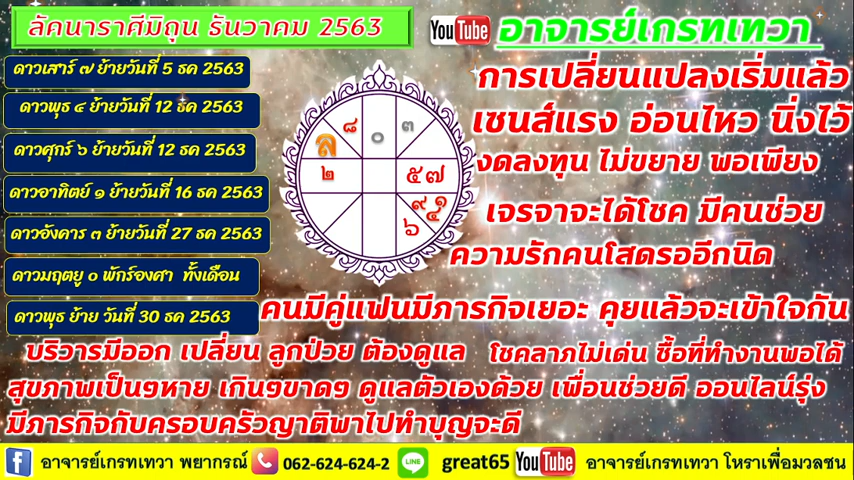 ลัคนาราศีมิถุน ธันวาคม 2563
YouTube อาจารย์เกรทเทวา
ดาวเสาร์ ๗ ย้ายวันที่ 5 ธค 2563
ดาวพุธ ๔ ย้ายวันที่ 12 ธค 2563
ดาวศุกร์ ๖ ย้ายวันที่ 12 ธค 2563
ดาวอาทิตย์ ๑ ย้ายวันที่ 16 ธค 2563
ดาวอังคาร ๓ ย้ายวันที่ 27 ธค 2563
ดาวมฤตยู ๐ พักร์องศา ทั้งเดือน
ดาวพุธ ย้าย วันที่ 30 ธค 2563
ล ๘ ๐ ๓
๒ ๕๗
๙ ๑
๖ ๔
การเปลี่ยนแปลงเริ่มแล้ว
เซนส์แรง อ่อนไหว นิ่งไว้
งดลงทุน ไม่ขยาย พอเพียง
เจรจาจะได้โชค มีคนช่วย
ความรักคนโสดรออีกนิด
คนมีคู่แฟนมีภารกิจเยอะ คุยแล้วจะเข้าใจกัน
บริวารมีออก เปลี่ยน ลูกป่วย ต้องดูแล โชคลาภไม่เด่น ซื้อที่ทำงานพอได้
สุขภาพเป็นๆหาย เกินๆขาดๆ ดูแลตัวเองด้วย เพื่อนช่วยดี ออนไลน์รุ่ง
มีภารกิจกับครอบครัวญาติพาไปทำบุญจะดี
f อาจารย์เกรทเทวา พยากรณ์ 062-624-624-2 LINE great65 YouTube อาจารย์เกรทเทวา โหราเพื่อมวลชน